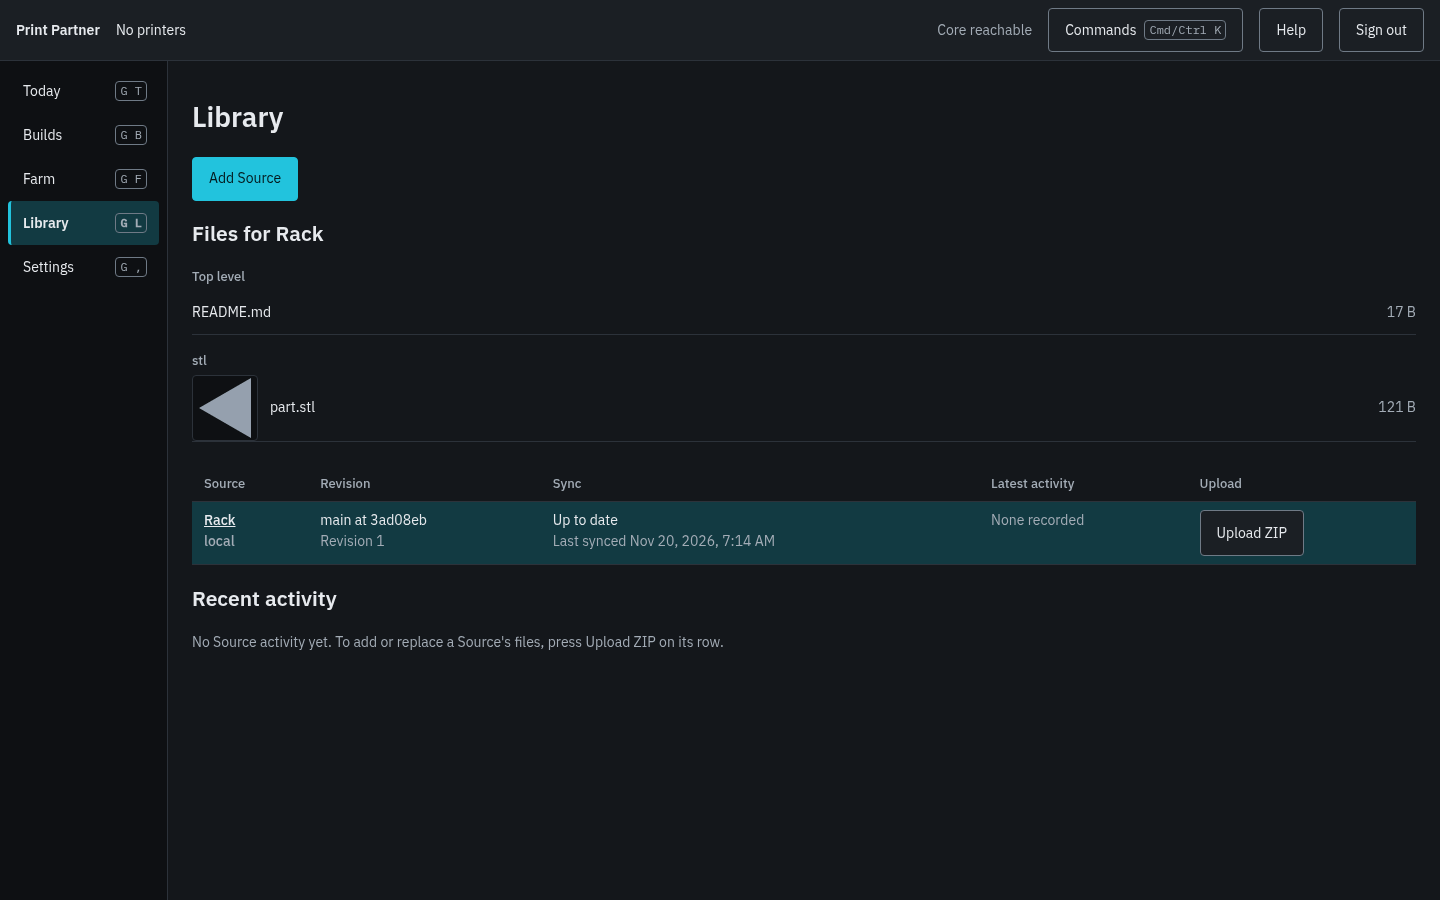 Print Partner No printers Core reachable Commands Cmd/Ctrl K Help Sign out
Today G T
Builds G B
Farm G F
Library G L
Settings G ,
Library
Add Source
Files for Rack
Top level
README.md 17 B
stl
part.stl 121 B
Source Revision Sync Latest activity Upload
Rack main at 3ad08eb Up to date None recorded Upload ZIP
local Revision 1 Last synced Nov 20, 2026, 7:14 AM
Recent activity
No Source activity yet. To add or replace a Source's files, press Upload ZIP on its row.